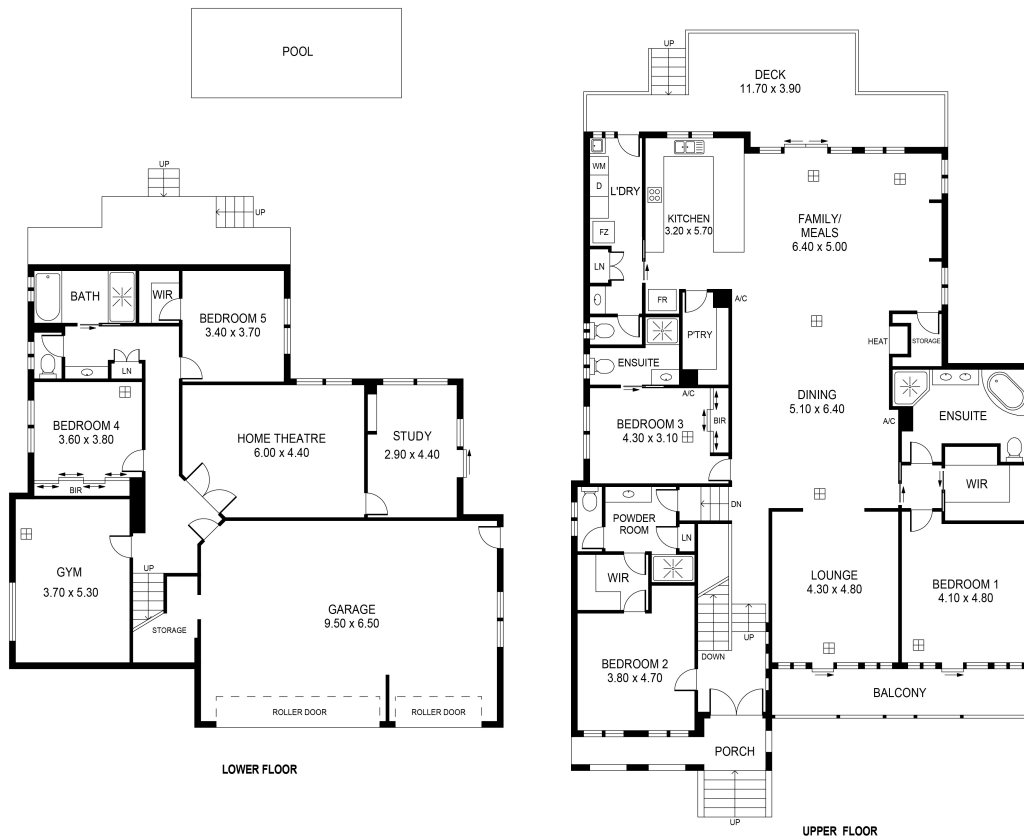 POOL
UP
UP
BATH
WIR
BEDROOM 5
3.40 x 3.70
LN
BEDROOM 4
3.60 x 3.80
BIR
HOME THEATRE
6.00 x 4.40
STUDY
2.90 x 4.40
GYM
3.70 x 5.30
UP
STORAGE
GARAGE
9.50 x 6.50
ROLLER DOOR
ROLLER DOOR
LOWER FLOOR
UP
DECK
11.70 x 3.90
WM
D
L'DRY
FZ
LN
KITCHEN
3.20 x 5.70
FAMILY/
MEALS
6.40 x 5.00
FR
A/C
P'TRY
HEAT
STORAGE
ENSUITE
A/C
BEDROOM 3
4.30 x 3.10
BIR
DINING
5.10 x 6.40
A/C
ENSUITE
WIR
POWDER
ROOM
DN
LN
WIR
LOUNGE
4.30 x 4.80
BEDROOM 1
4.10 x 4.80
BEDROOM 2
3.80 x 4.70
DOWN
UP
BALCONY
PORCH
UP
UPPER FLOOR